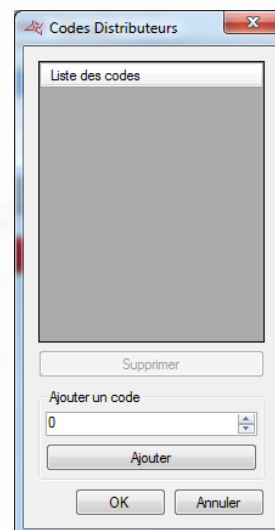 Codes Distributeurs
Liste des codes
Supprimer
Ajouter un code
0
Ajouter
OK Annuler